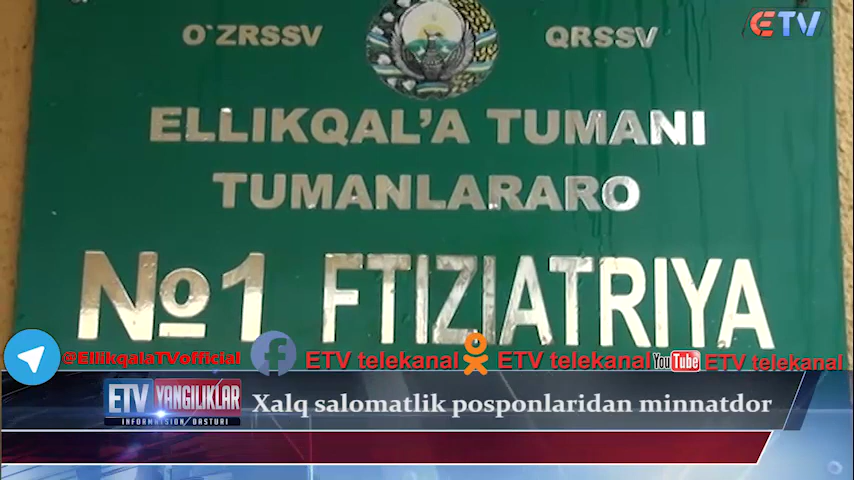 ETV
O`ZRSSV QRSSV
ELLIKQAL’A TUMANI
TUMANLARARO
№1 FTIZIATRIYA
@EllikqalaTVofficial ETV telekanal ETV telekanal YouTube ETV telekanal
ETV YANGILIKLAR
INFORMATSION DASTURI
Xalq salomatlik posponlaridan minnatdor